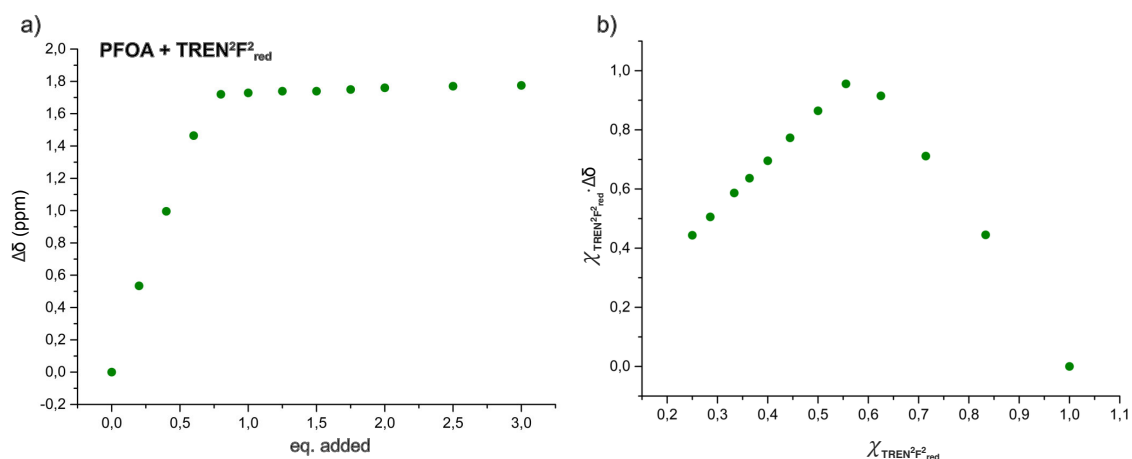 a)
PFOA + TREN²F²red
2,0
1,8
1,6
1,4
1,2
1,0
0,8
0,6
0,4
0,2
0,0
-0,2
Δδ (ppm)
0,0 0,5 1,0 1,5 2,0 2,5 3,0
eq. added
b)
1,0
0,8
0,6
0,4
0,2
0,0
χTREN²F²red·Δδ
0,2 0,3 0,4 0,5 0,6 0,7 0,8 0,9 1,0 1,1
χTREN²F²red